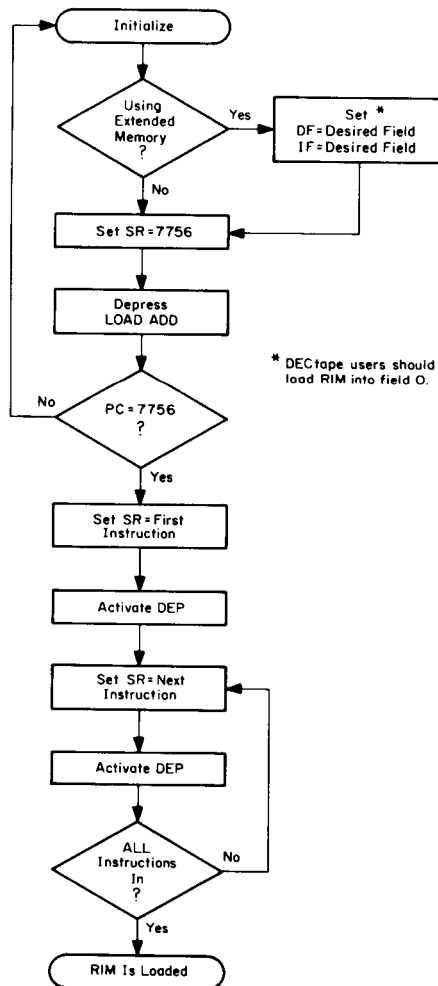 Initialize
Using
Extended
Memory
?
Yes
Set *
DF=Desired Field
IF=Desired Field
No
Set SR=7756
Depress
LOAD ADD
* DECtape users should
load RIM into field 0.
No
PC=7756
?
Yes
Set SR=First
Instruction
Activate DEP
Set SR=Next
Instruction
Activate DEP
ALL
Instructions
In
?
No
Yes
RIM Is Loaded